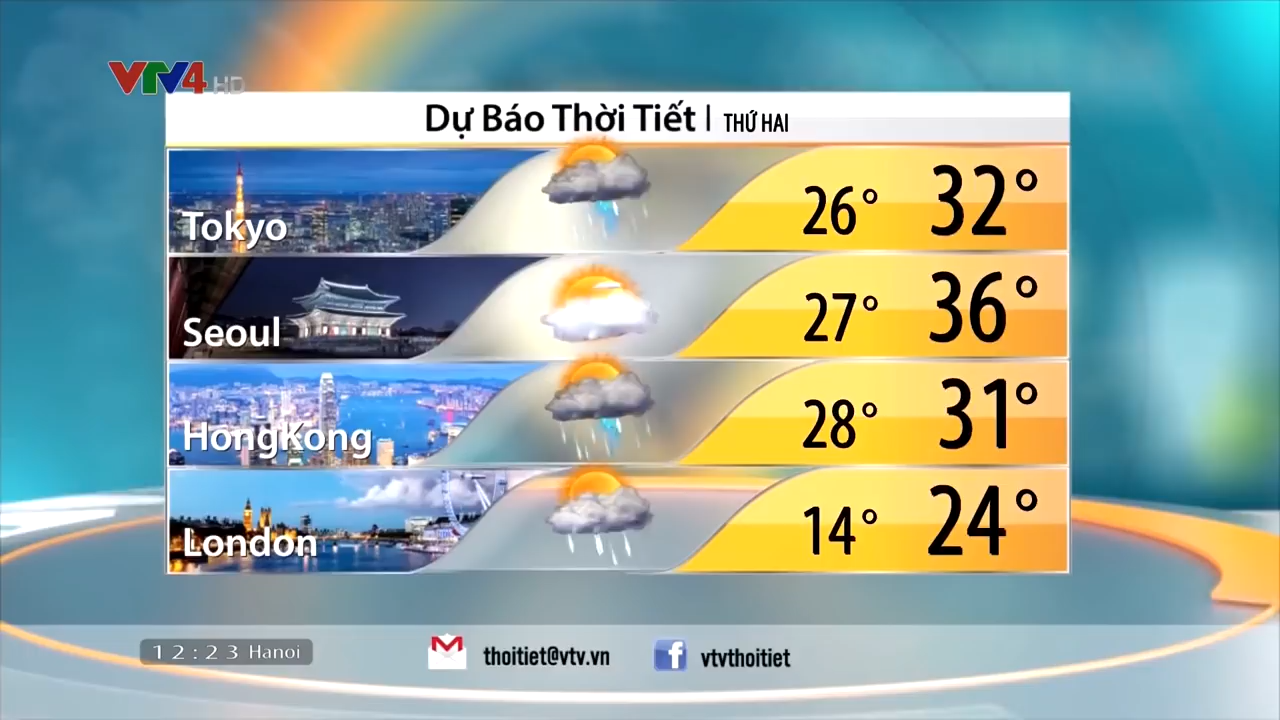 VTV4 HD
Dự Báo Thời Tiết | THỨ HAI
Tokyo 26° 32°
Seoul 27° 36°
HongKong 28° 31°
London 14° 24°
12:23 Hanoi thoitiet@vtv.vn vtvthoitiet